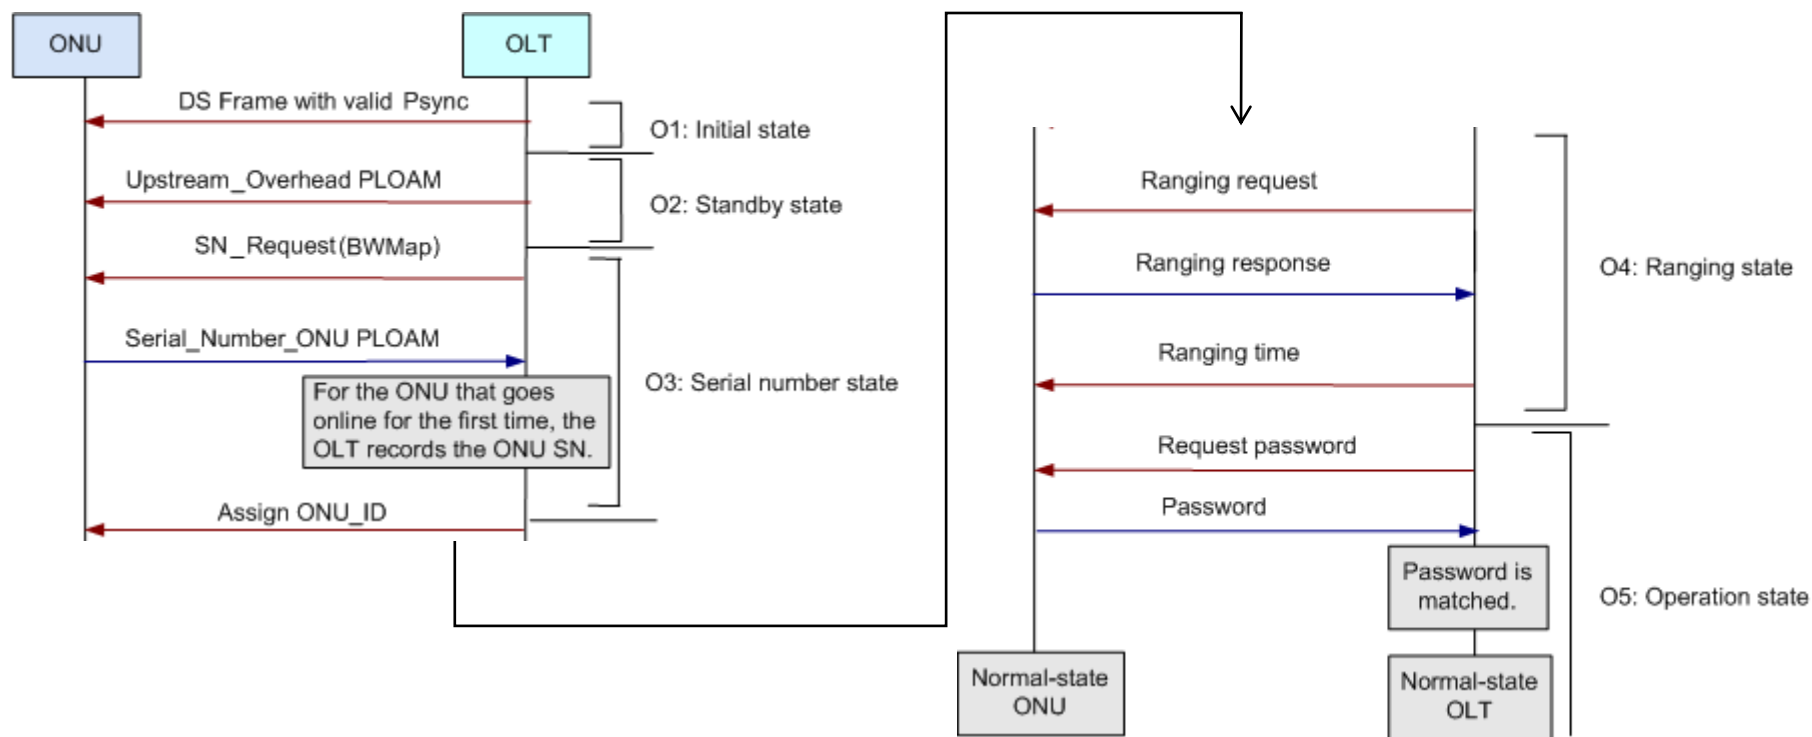 ONU
OLT
DS Frame with valid Psync
O1: Initial state
Upstream_Overhead PLOAM
O2: Standby state
SN_Request(BWMap)
Serial_Number_ONU PLOAM
For the ONU that goes
online for the first time, the
OLT records the ONU SN.
O3: Serial number state
Assign ONU_ID
Ranging request
Ranging response
O4: Ranging state
Ranging time
Request password
Password
Password is
matched.
O5: Operation state
Normal-state
ONU
Normal-state
OLT